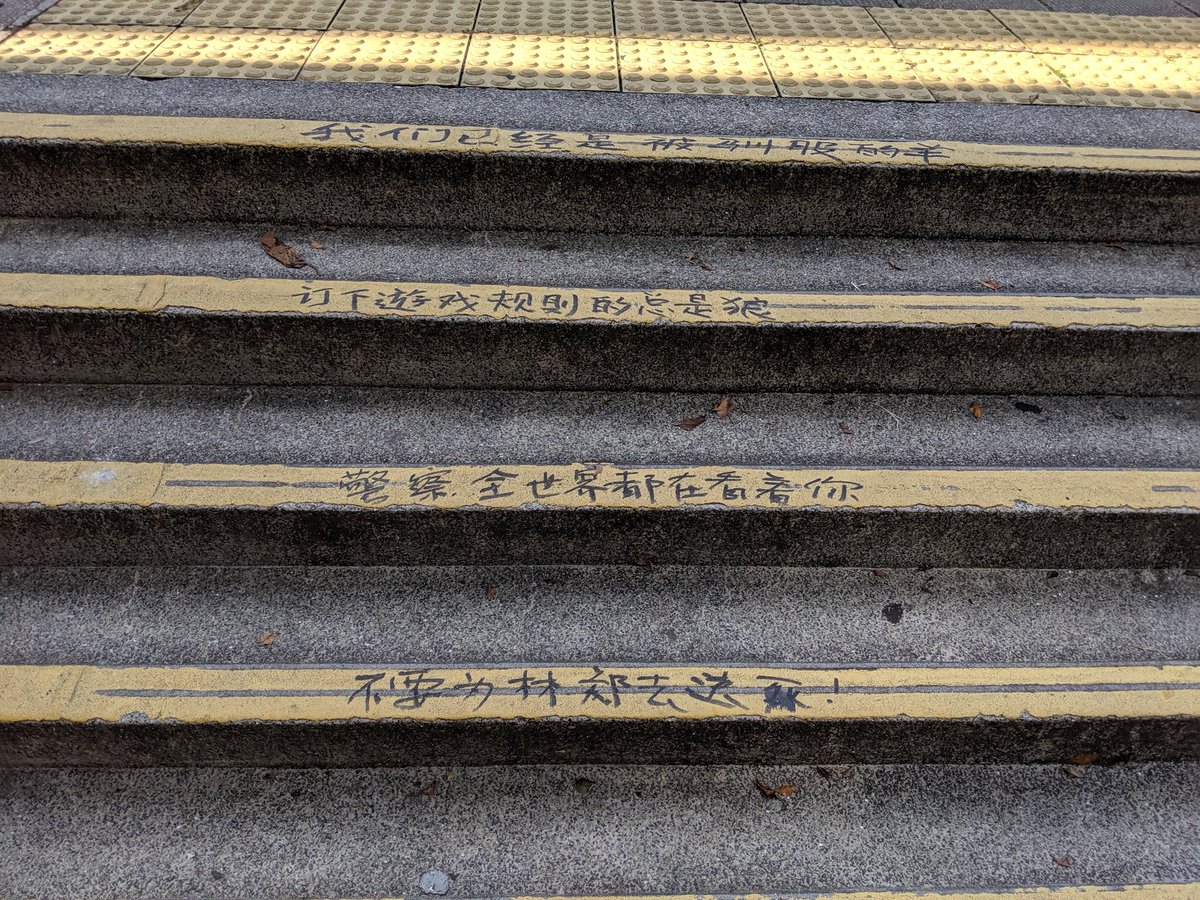 我们已经是被驯服的羊
订下游戏规则的总是狼
警察.全世界都在看着你
不要为林郑去送死!